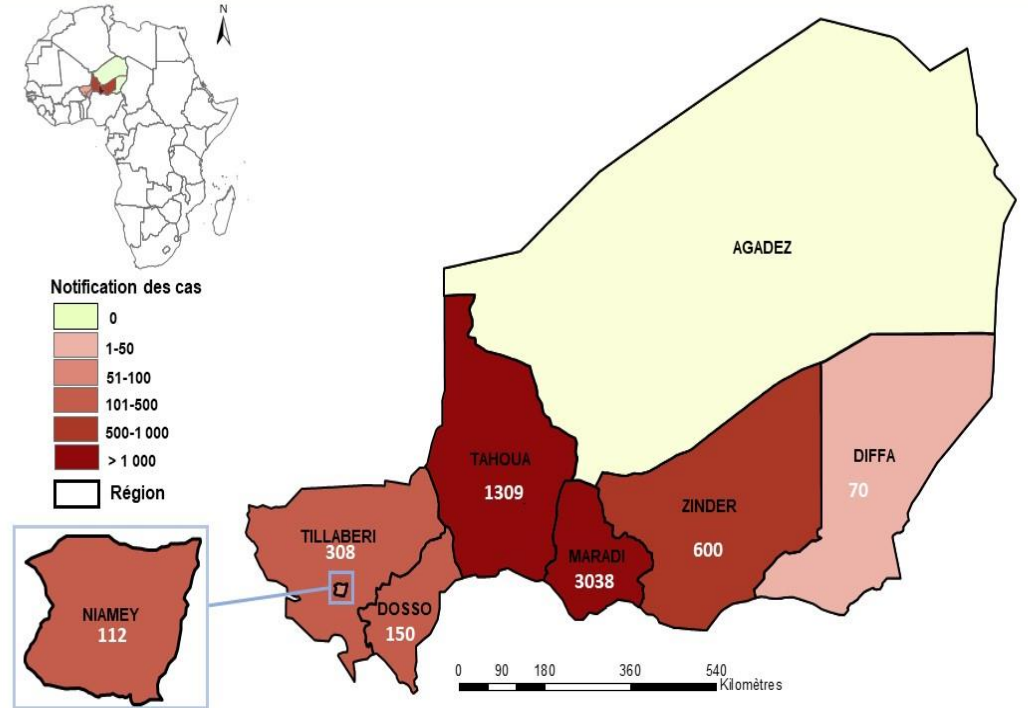 N
Notification des cas
0
1-50
51-100
101-500
500-1 000
> 1 000
Région
AGADEZ
TAHOUA
1309
DIFFA
70
ZINDER
600
TILLABERI
308
MARADI
3038
DOSSO
150
NIAMEY
112
0 90 180 360 540
Kilomètres